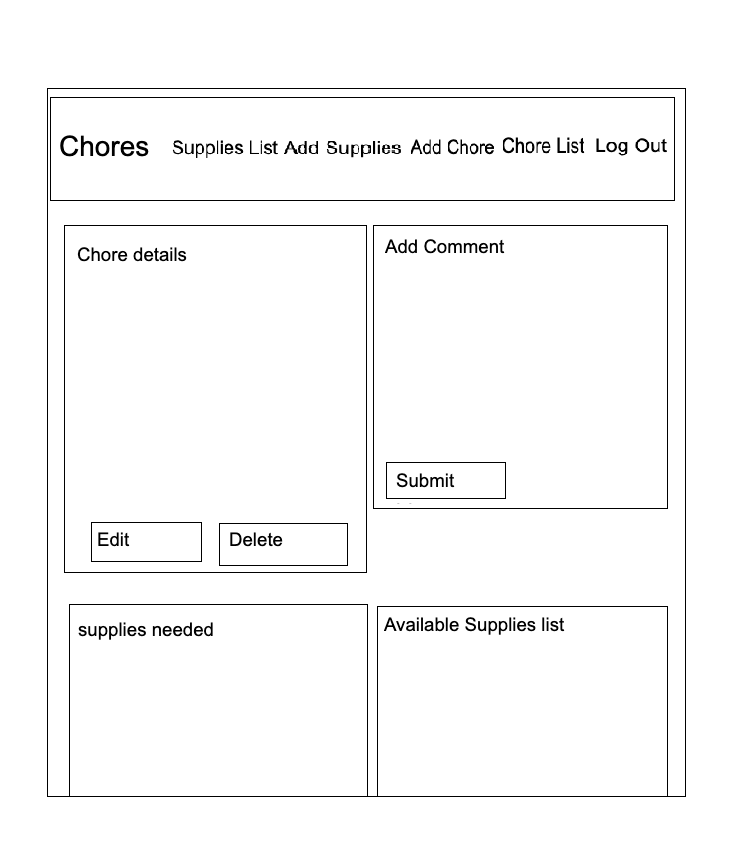 Chores Supplies List Add Supplies Add Chore Chore List Log Out
Chore details
Add Comment
Submit
Edit Delete
supplies needed
Available Supplies list